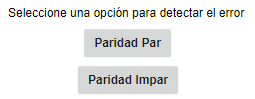 Seleccione una opción para detectar el error
Paridad Par
Paridad Impar